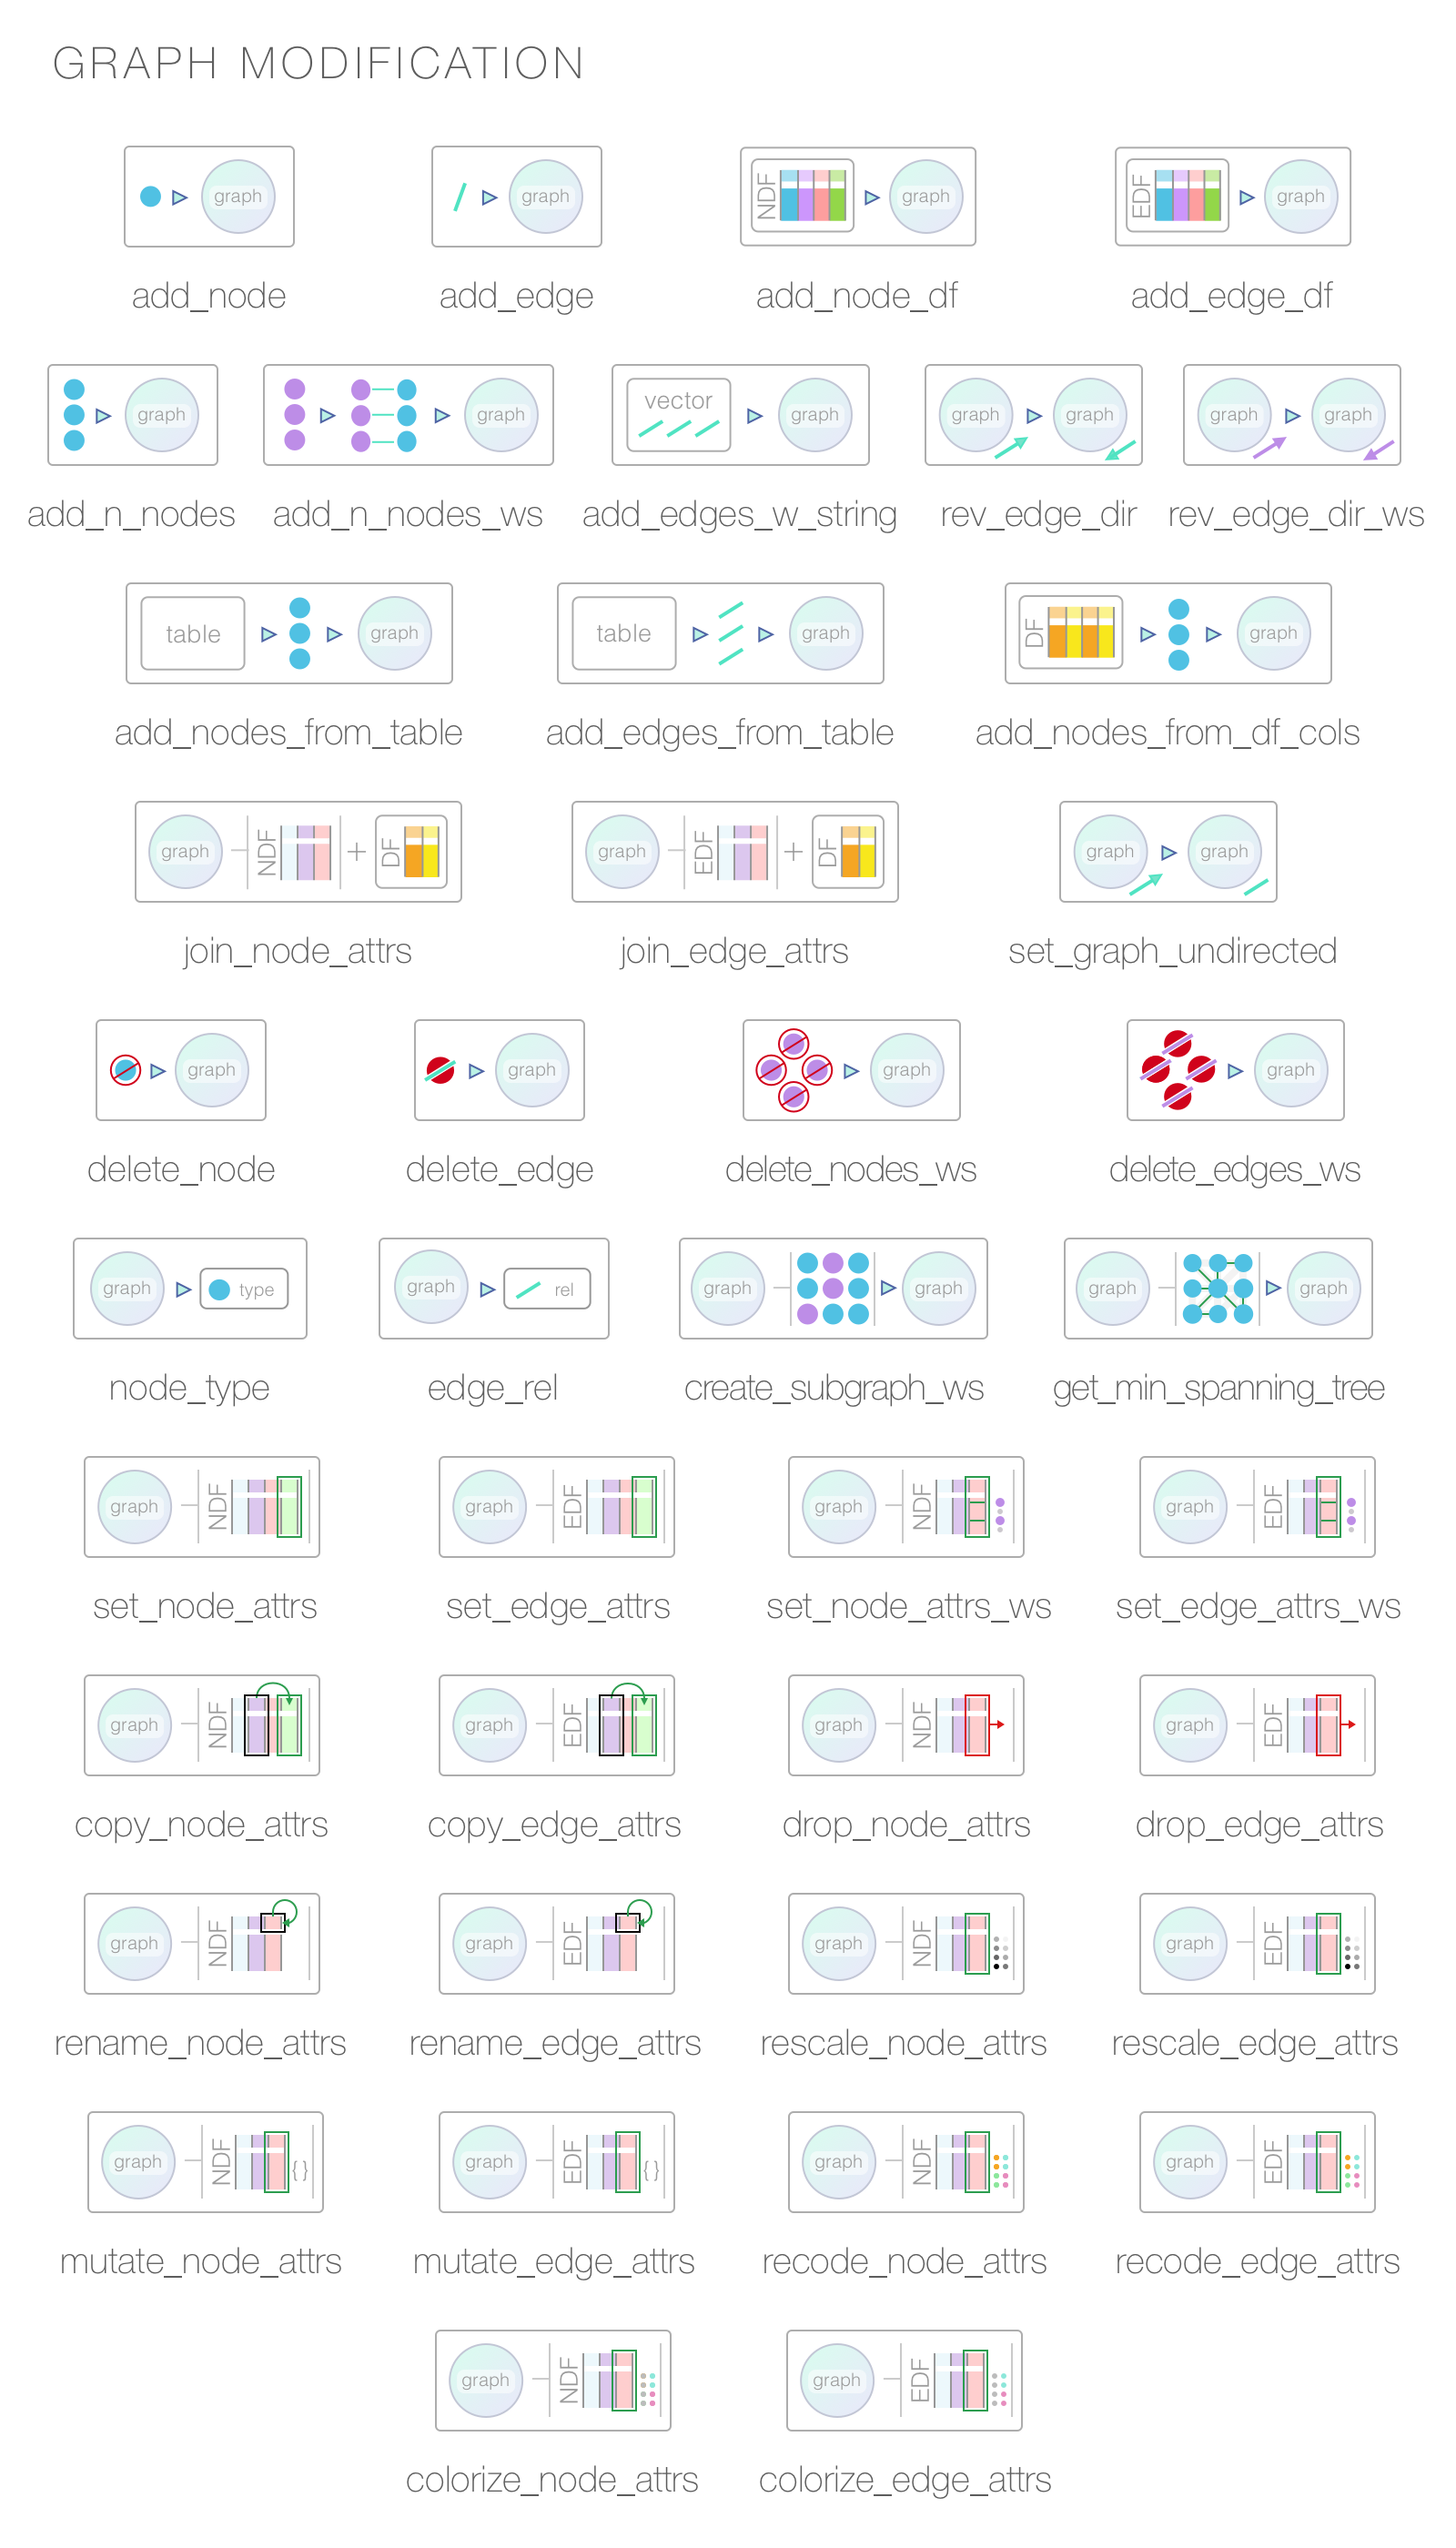 GRAPH MODIFICATION
graph
graph
NDF graph
EDF graph
add_node
add_edge
add_node_df
add_edge_df
graph
graph
vector graph
graph graph
graph graph
add_n_nodes
add_n_nodes_ws
add_edges_w_string
rev_edge_dir
rev_edge_dir_ws
table graph
table graph
DF graph
add_nodes_from_table
add_edges_from_table
add_nodes_from_df_cols
graph NDF + DF
graph EDF + DF
graph graph
join_node_attrs
join_edge_attrs
set_graph_undirected
graph
graph
graph
graph
delete_node
delete_edge
delete_nodes_ws
delete_edges_ws
graph type
graph rel
graph graph
graph graph
node_type
edge_rel
create_subgraph_ws
get_min_spanning_tree
graph NDF
graph EDF
graph NDF
graph EDF
set_node_attrs
set_edge_attrs
set_node_attrs_ws
set_edge_attrs_ws
graph NDF
graph EDF
graph NDF
graph EDF
copy_node_attrs
copy_edge_attrs
drop_node_attrs
drop_edge_attrs
graph NDF
graph EDF
graph NDF
graph EDF
rename_node_attrs
rename_edge_attrs
rescale_node_attrs
rescale_edge_attrs
graph NDF {}
graph EDF {}
graph NDF
graph EDF
mutate_node_attrs
mutate_edge_attrs
recode_node_attrs
recode_edge_attrs
graph NDF
graph EDF
colorize_node_attrs
colorize_edge_attrs